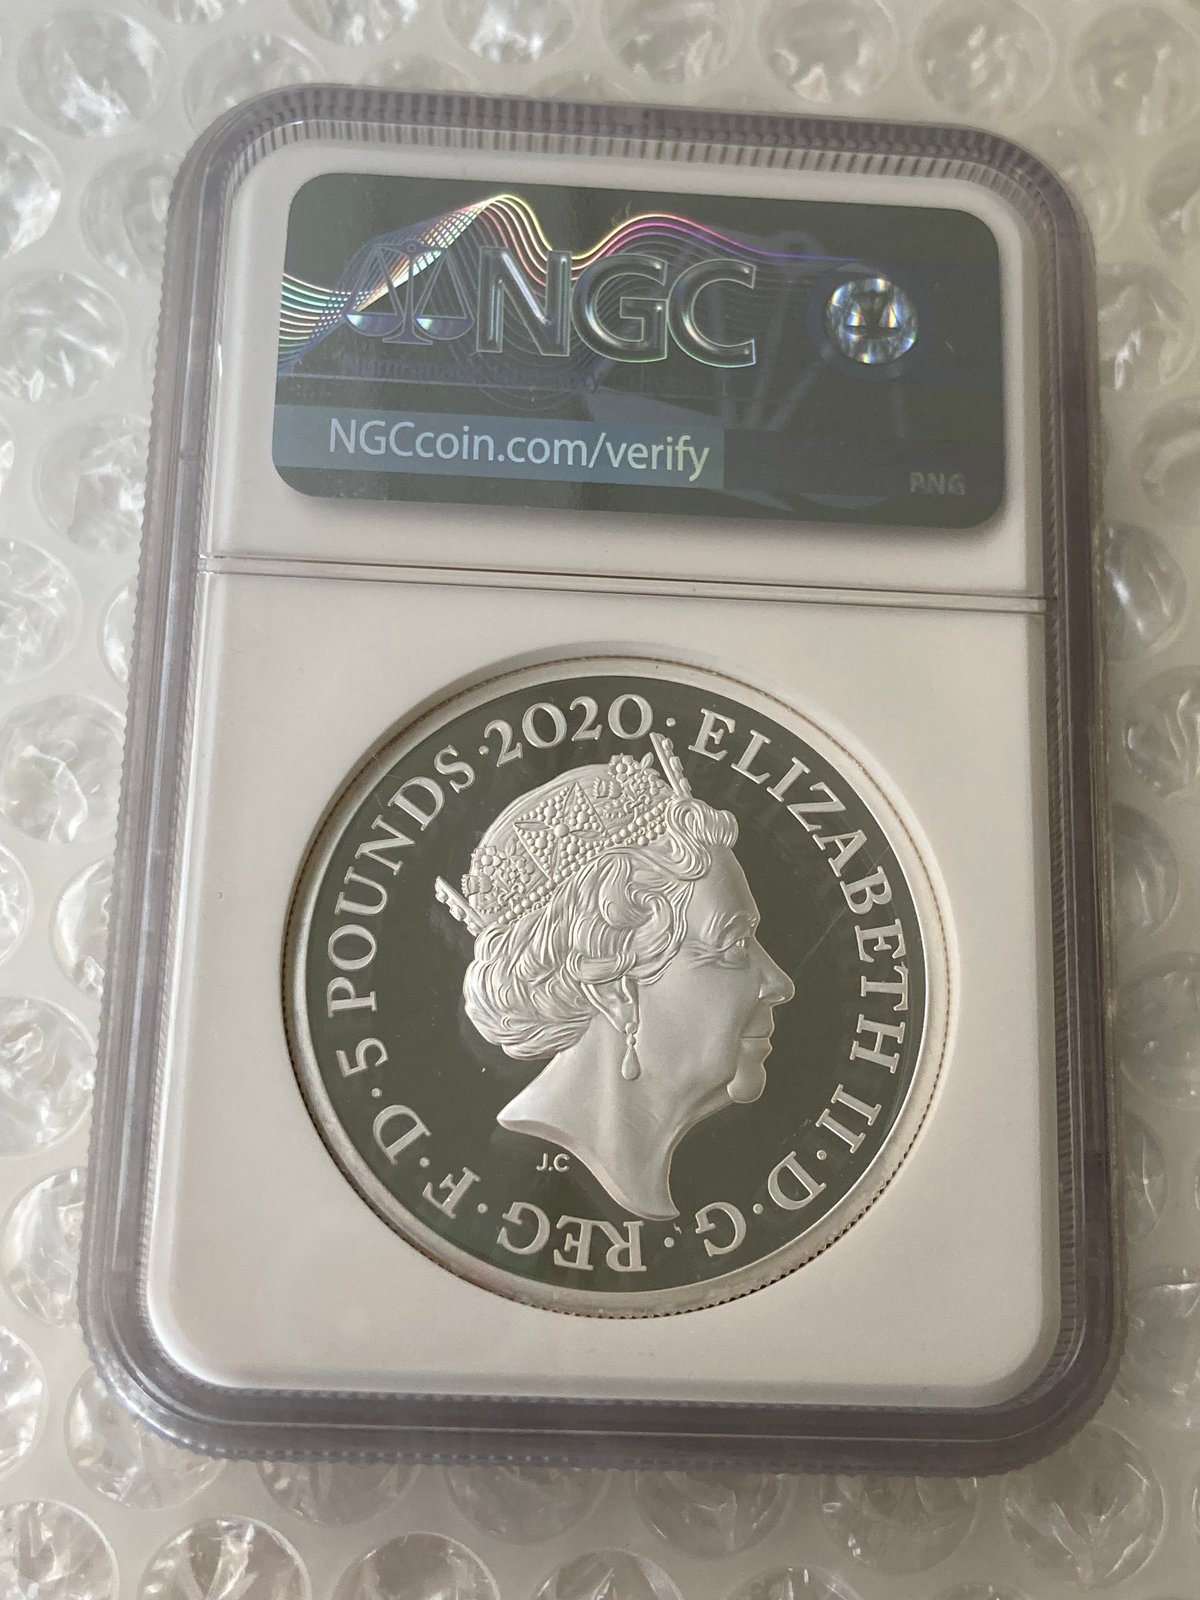 NGC
NGCcoin.com/verify
PNG
ELIZABETH II · D · G · REG · F · D · 5 POUNDS · 2020 ·
J.C